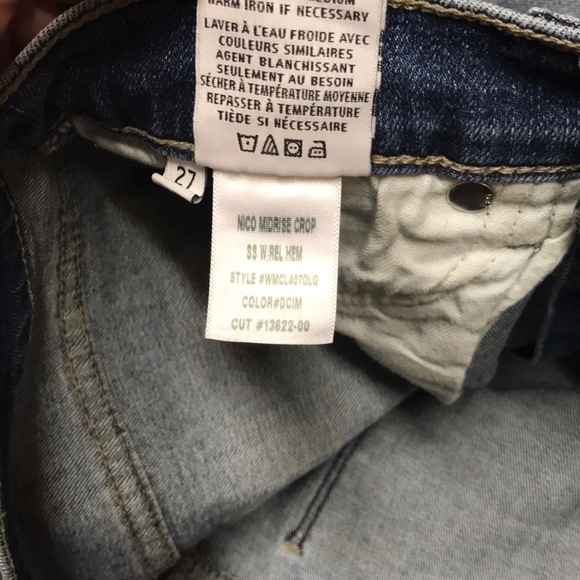 WARM IRON IF NECESSARY
LAVER À L'EAU FROIDE AVEC
COULEURS SIMILAIRES
AGENT BLANCHISSANT
SEULEMENT AU BESOIN
SÉCHER À TEMPÉRATURE MOYENNE
REPASSER À TEMPÉRATURE
TIÈDE SI NÉCESSAIRE
27
NICO MIDRISE CROP
SS W/REL HEM
STYLE #WMCL407DLQ
COLOR#DCIM
CUT #13622-00